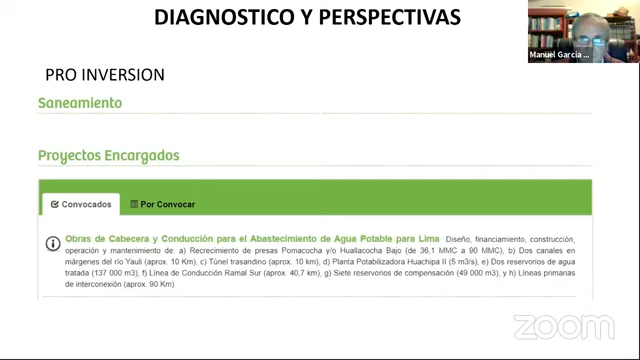 DIAGNOSTICO Y PERSPECTIVAS
Manuel García ...
PRO INVERSION
Saneamiento
Proyectos Encargados
Convocados
Por Convocar
Obras de Cabecera y Conducción para el Abastecimiento de Agua Potable para Lima Diseño, financiamiento, construcción,
operación y mantenimiento de: a) Recrecimiento de presas Pomacocha y/o Huallacocha Bajo (de 36,1 MMC a 90 MMC), b) Dos canales en
márgenes del río Yauli (aprox. 10 Km), c) Túnel trasandino (aprox. 10 km), d) Planta Potabilizadora Huachipa II (5 m3/s), e) Dos reservorios de agua
tratada (137 000 m3), f) Línea de Conducción Ramal Sur (aprox. 40,7 km), g) Siete reservorios de compensación (49 000 m3), y h) Líneas primarias
de interconexión (aprox. 90 Km)
zoom